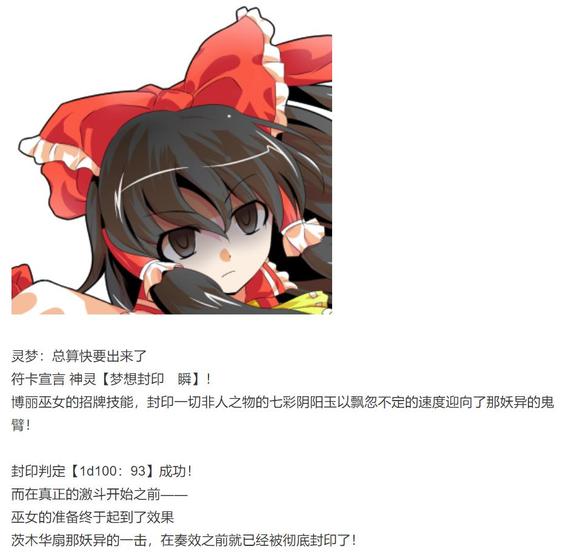 灵梦：总算快要出来了
符卡宣言 神灵【梦想封印　瞬】！
博丽巫女的招牌技能，封印一切非人之物的七彩阴阳玉以飘忽不定的速度迎向了那妖异的鬼
臂！
封印判定【1d100：93】成功！
而在真正的激斗开始之前——
巫女的准备终于起到了效果
茨木华扇那妖异的一击，在奏效之前就已经被彻底封印了！